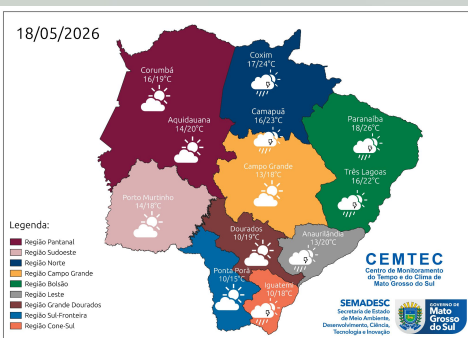 18/05/2026
Coxim
17/24°C
Corumbá
16/19°C
Camapuã
16/23°C
Aquidauana
14/20°C
Paranaíba
18/26°C
Campo Grande
13/18°C
Três Lagoas
16/22°C
Porto Murtinho
14/18°C
Dourados
10/19°C
Anaurilândia
13/20°C
Ponta Porã
10/15°C
Iguatemi
10/18°C
Legenda:
Região Pantanal
Região Sudoeste
Região Norte
Região Campo Grande
Região Bolsão
Região Leste
Região Grande Dourados
Região Sul-Fronteira
Região Cone-Sul
CEMTEC
Centro de Monitoramento
do Tempo e do Clima de
Mato Grosso do Sul
SEMADESC
Secretaria de Estado
de Meio Ambiente,
Desenvolvimento, Ciência,
Tecnologia e Inovação
GOVERNO DE
Mato
Grosso
do Sul